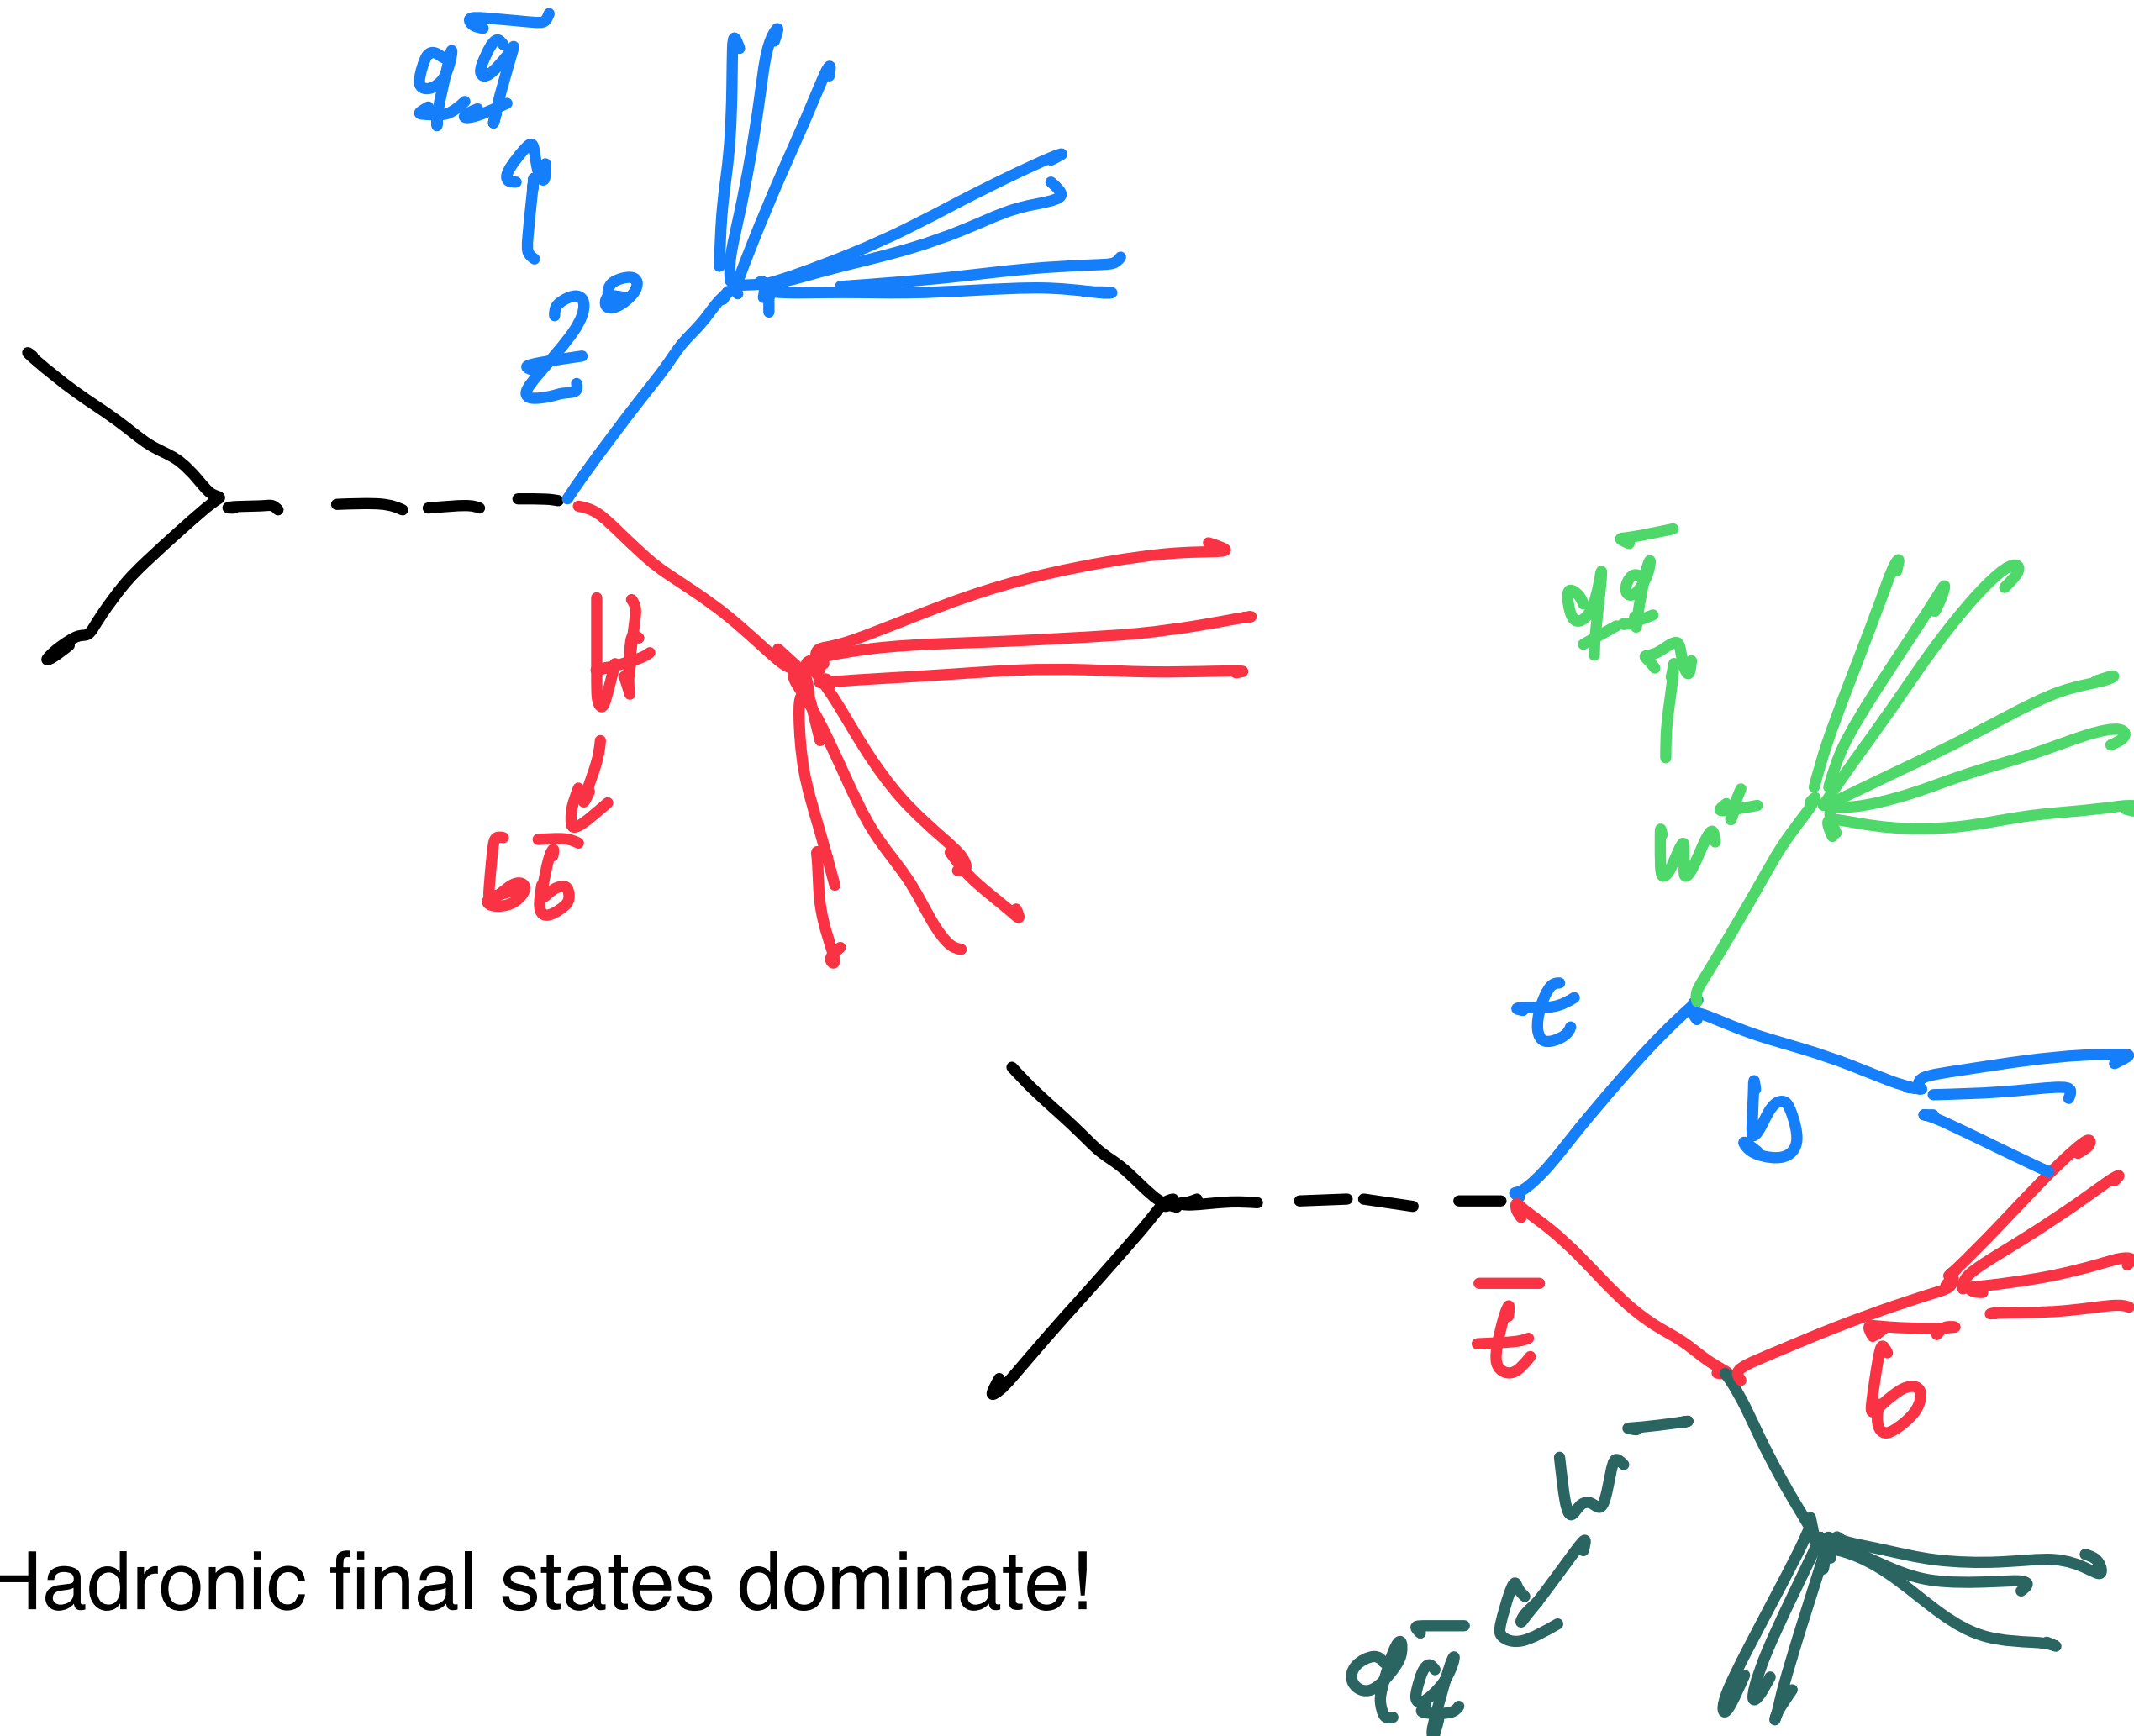 qq̄
Z⁰
H
bb̄
qq̄
W⁺
t
b
t̄
b̄
W⁻
Hadronic final states dominate!
qq̄